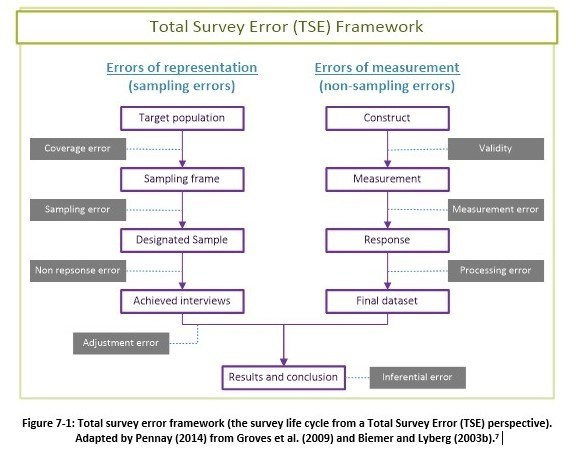 Total Survey Error (TSE) Framework
Errors of representation
(sampling errors)
Errors of measurement
(non-sampling errors)
Target population
Construct
Coverage error
Validity
Sampling frame
Measurement
Sampling error
Measurement error
Designated Sample
Response
Non repsonse error
Processing error
Achieved interviews
Final dataset
Adjustment error
Results and conclusion
Inferential error
Figure 7-1: Total survey error framework (the survey life cycle from a Total Survey Error (TSE) perspective).
Adapted by Pennay (2014) from Groves et al. (2009) and Biemer and Lyberg (2003b).⁷